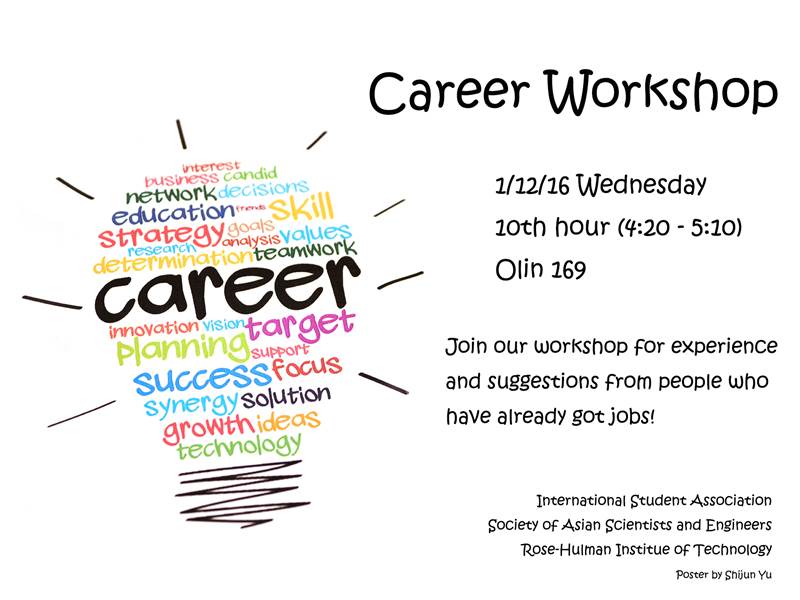 Career Workshop
1/12/16 Wednesday
10th hour (4:20 - 5:10)
Olin 169
Join our workshop for experience
and suggestions from people who
have already got jobs!
interest
business candid
network decisions
education friends skill
strategy goals
research analysis values
determination teamwork
career
innovation vision target
planning support
success focus
synergy solution
growth ideas
technology
International Student Association
Society of Asian Scientists and Engineers
Rose-Hulman Institue of Technology
Poster by Shijun Yu